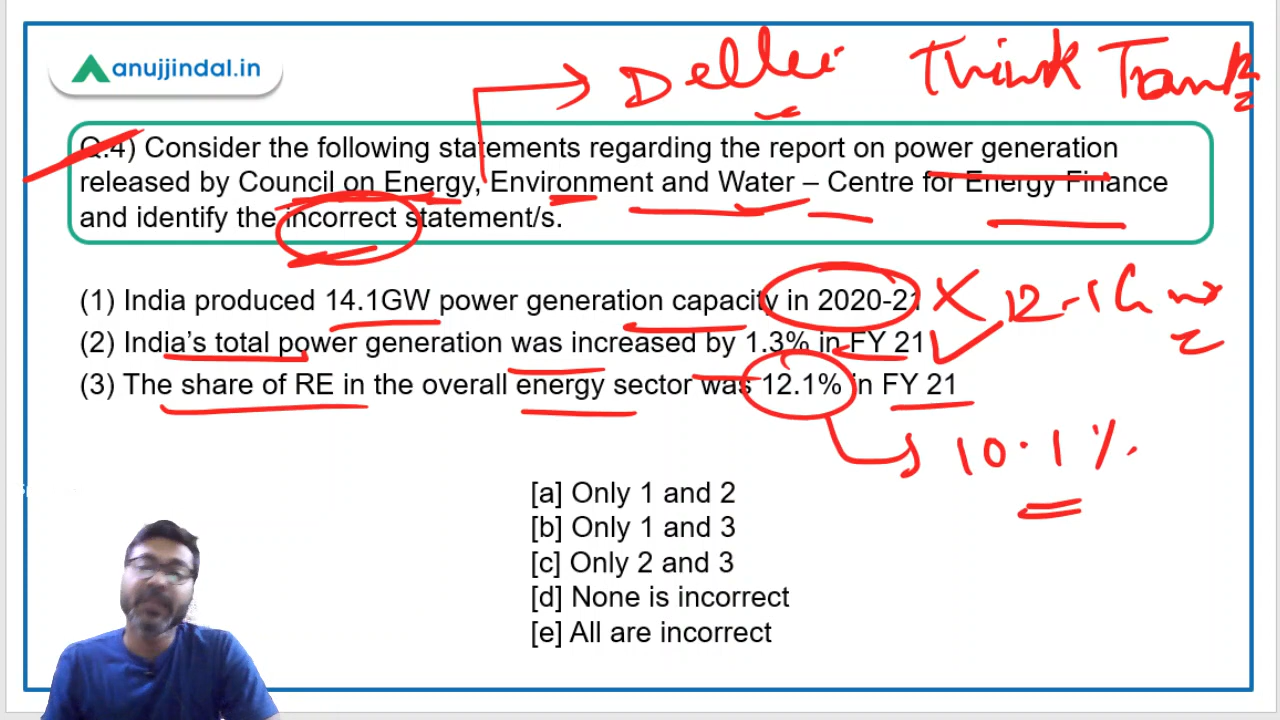 anujjindal.in
Delhi Think Tank
Q.4) Consider the following statements regarding the report on power generation
released by Council on Energy, Environment and Water – Centre for Energy Finance
and identify the incorrect statement/s.
(1) India produced 14.1GW power generation capacity in 2020-21 X 12.1 GW
(2) India's total power generation was increased by 1.3% in FY 21
(3) The share of RE in the overall energy sector was 12.1% in FY 21
10.1%
[a] Only 1 and 2
[b] Only 1 and 3
[c] Only 2 and 3
[d] None is incorrect
[e] All are incorrect